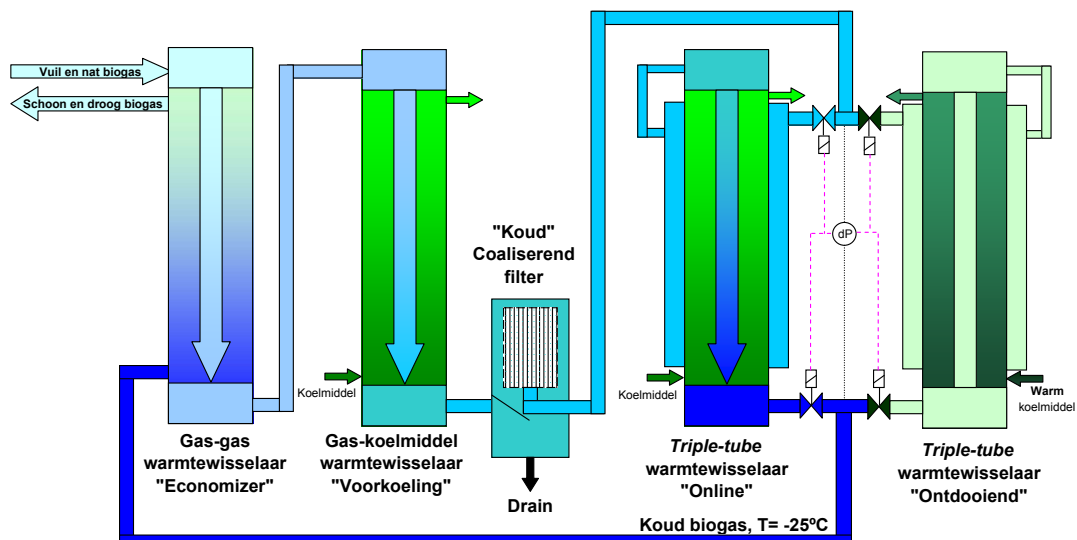 Vuil en nat biogas
Schoon en droog biogas
Gas-gas
warmtewisselaar
"Economizer"
Koelmiddel
Gas-koelmiddel
warmtewisselaar
"Voorkoeling"
"Koud"
Coaliserend
filter
Drain
Koelmiddel
Triple-tube
warmtewisselaar
"Online"
dP
Warm
koelmiddel
Triple-tube
warmtewisselaar
"Ontdooiend"
Koud biogas, T= -25ºC